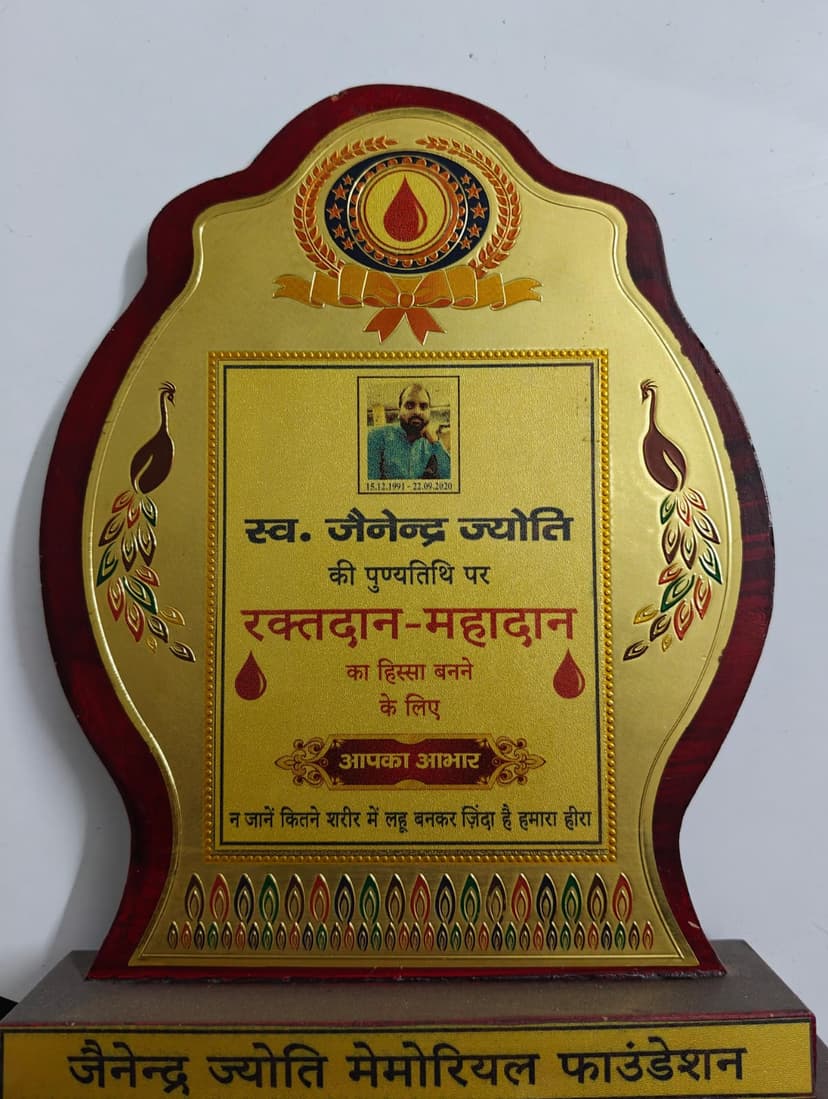 15.12.1991 - 22.09.2020
स्व. जैनेन्द्र ज्योति
की पुण्यतिथि पर
रक्तदान-महादान
का हिस्सा बनने
के लिए
आपका आभार
न जानें कितने शरीर में लहू बनकर ज़िंदा है हमारा हीरा
जैनेन्द्र ज्योति मेमोरियल फाउंडेशन